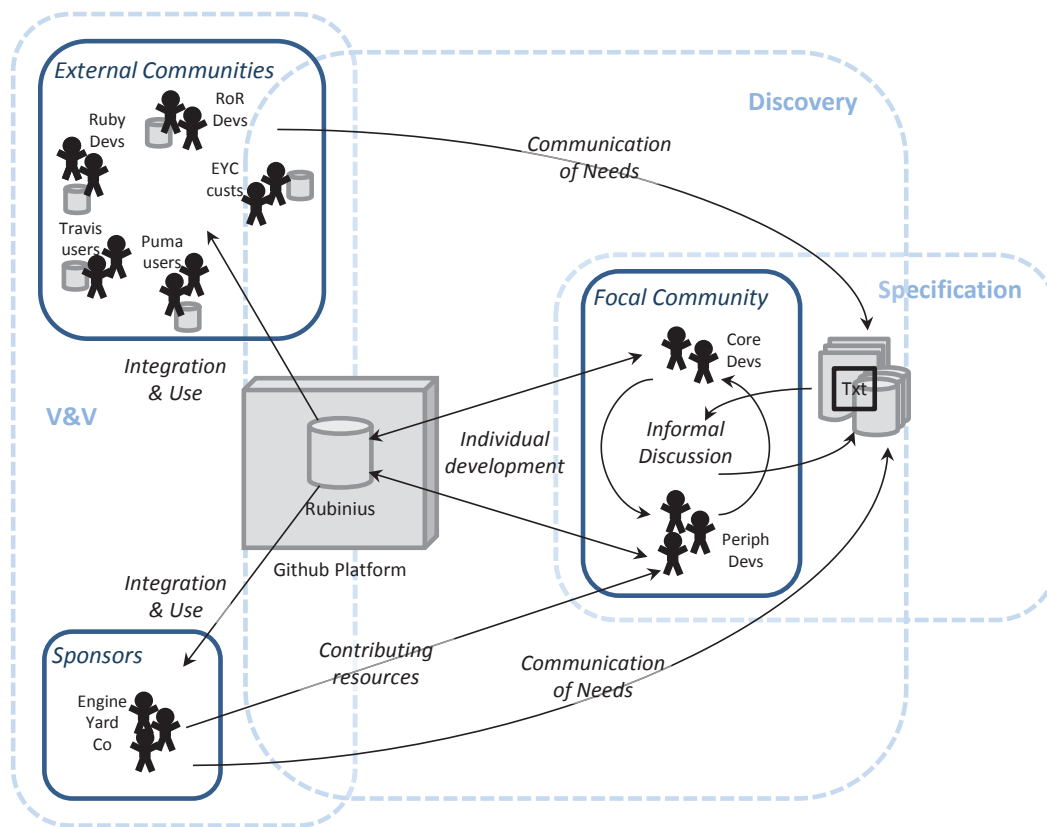 External Communities
RoR
Devs
Ruby
Devs
EYC
custs
Travis
users
Puma
users
Discovery
Communication
of Needs
Specification
Focal Community
Core
Devs
Txt
Integration
& Use
V&V
Individual
development
Informal
Discussion
Rubinius
Periph
Devs
Github Platform
Integration
& Use
Sponsors
Contributing
resources
Communication
of Needs
Engine
Yard
Co